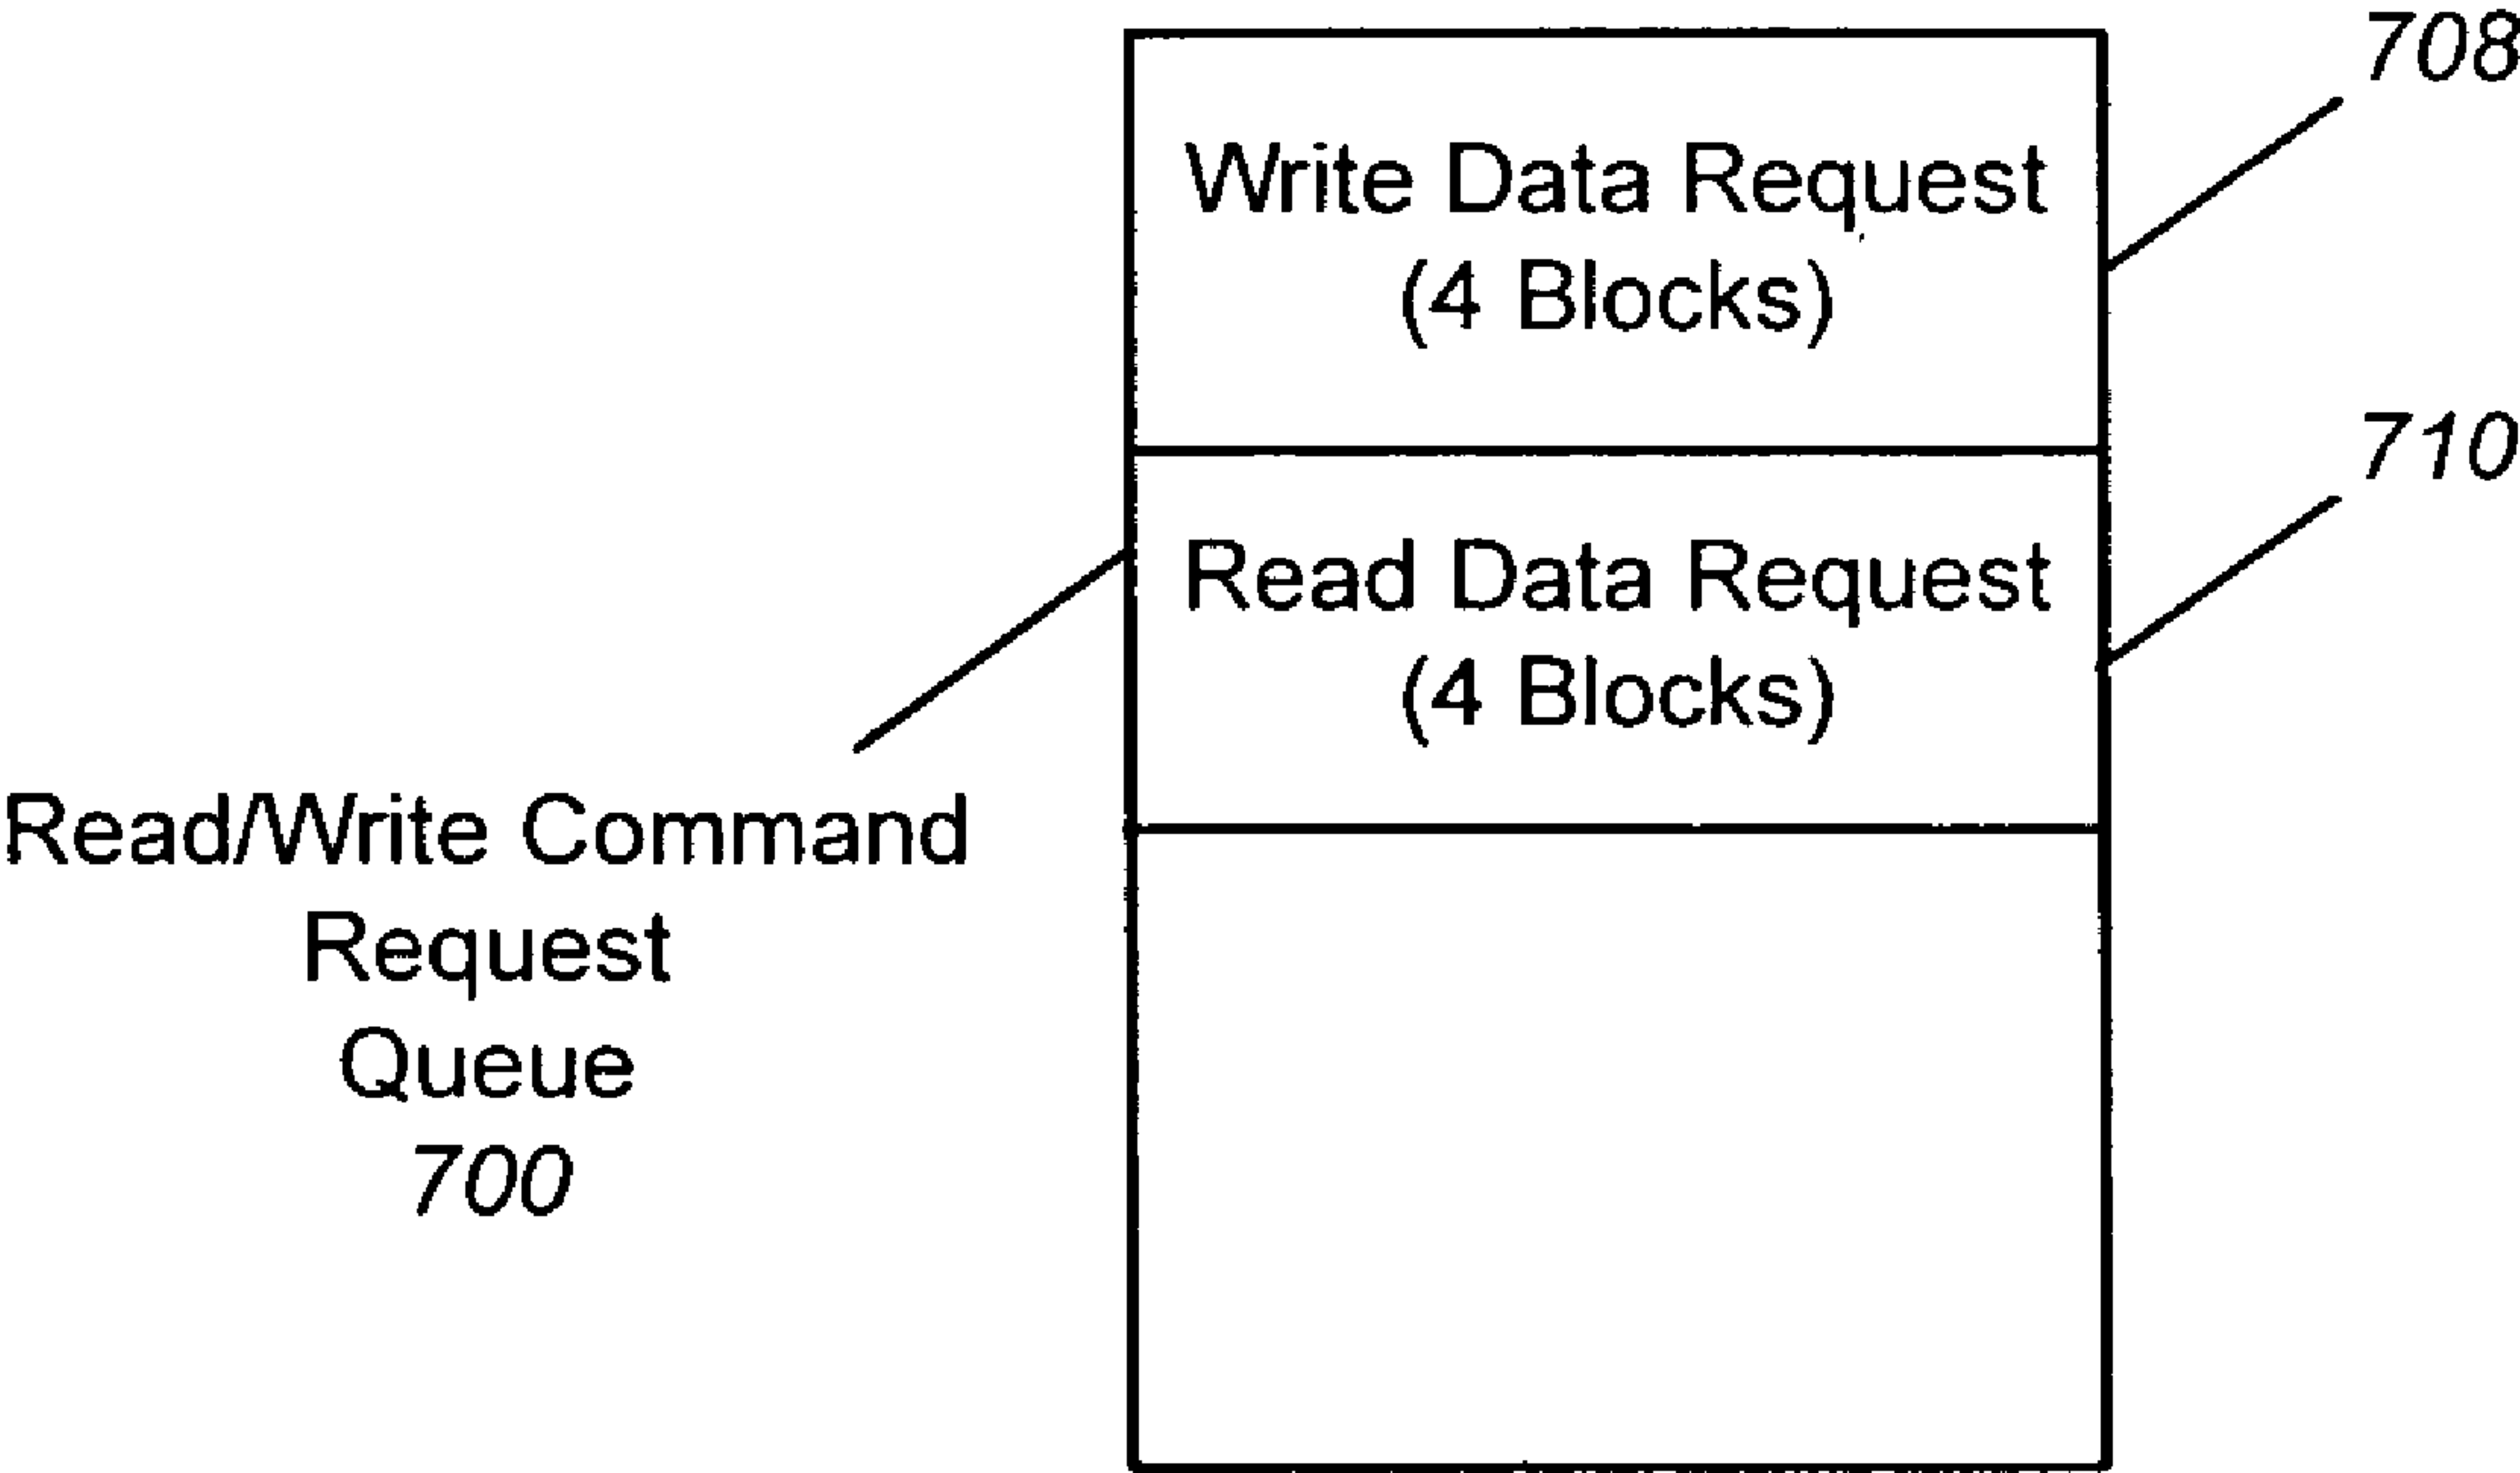 708
Write Data Request
(4 Blocks)
710
Read Data Request
(4 Blocks)
Read/Write Command
Request
Queue
700